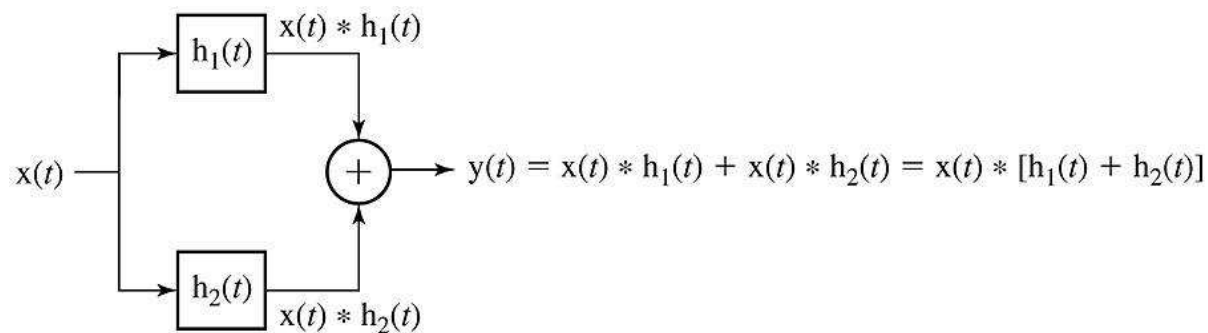 x(t) * h₁(t)
h₁(t)
x(t)
+
y(t) = x(t) * h₁(t) + x(t) * h₂(t) = x(t) * [h₁(t) + h₂(t)]
h₂(t)
x(t) * h₂(t)